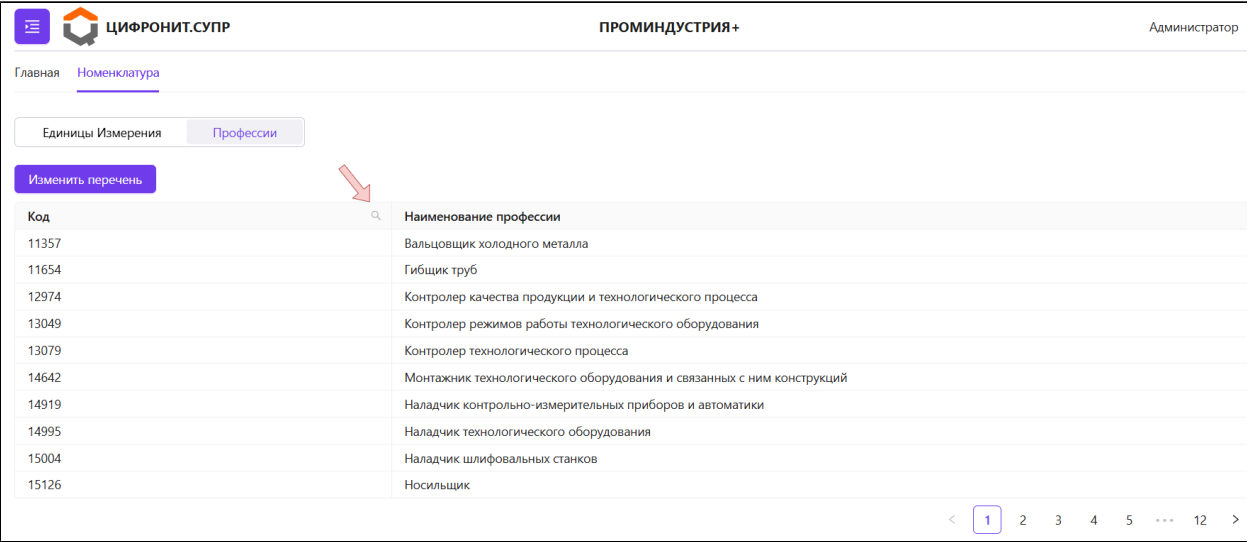 ЦИФРОНИТ.СУПР ПРОМИНДУСТРИЯ+ Администратор
Главная Номенклатура
Единицы Измерения Профессии
Изменить перечень
Код Наименование профессии
11357 Вальцовщик холодного металла
11654 Гибщик труб
12974 Контролер качества продукции и технологического процесса
13049 Контролер режимов работы технологического оборудования
13079 Контролер технологического процесса
14642 Монтажник технологического оборудования и связанных с ним конструкций
14919 Наладчик контрольно-измерительных приборов и автоматики
14995 Наладчик технологического оборудования
15004 Наладчик шлифовальных станков
15126 Носильщик
< 1 2 3 4 5 ••• 12 >